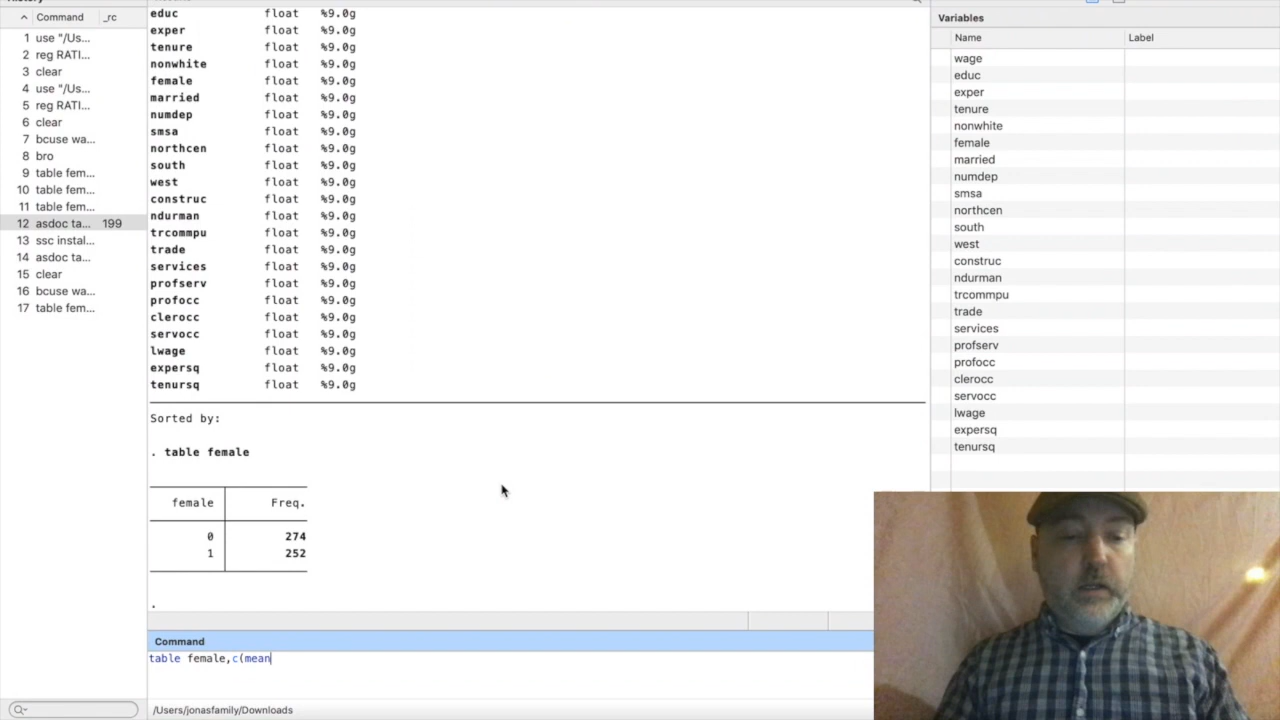 Command _rc
1 use "/Us...
2 reg RATI...
3 clear
4 use "/Us...
5 reg RATI...
6 clear
7 bcuse wa...
8 bro
9 table fem...
10 table fem...
11 table fem...
12 asdoc ta... 199
13 ssc instal...
14 asdoc ta...
15 clear
16 bcuse wa...
17 table fem...
educ float %9.0g
exper float %9.0g
tenure float %9.0g
nonwhite float %9.0g
female float %9.0g
married float %9.0g
numdep float %9.0g
smsa float %9.0g
northcen float %9.0g
south float %9.0g
west float %9.0g
construc float %9.0g
ndurman float %9.0g
trcommpu float %9.0g
trade float %9.0g
services float %9.0g
profserv float %9.0g
profocc float %9.0g
clerocc float %9.0g
servocc float %9.0g
lwage float %9.0g
expersq float %9.0g
tenursq float %9.0g
Sorted by:
. table female
female Freq.
0 274
1 252
.
Command
table female,c(mean
/Users/jonasfamily/Downloads
Variables
Name Label
wage
educ
exper
tenure
nonwhite
female
married
numdep
smsa
northcen
south
west
construc
ndurman
trcommpu
trade
services
profserv
profocc
clerocc
servocc
lwage
expersq
tenursq